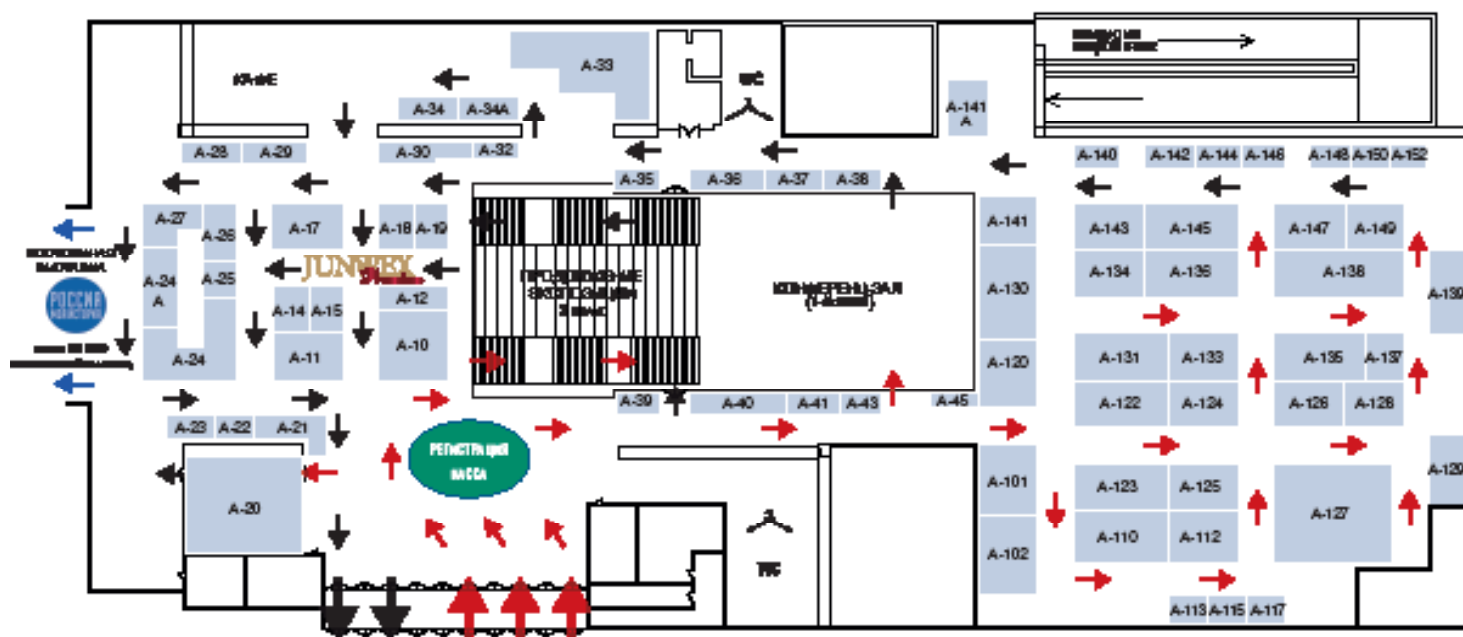 А-33
КАФЕ
WC
А-34 А-34А
А-141
А
А-28 А-29 А-30 А-32
А-140 А-142 А-144 А-146 А-148 А-150 А-152
А-35 А-36 А-37 А-38
А-27 А-26 А-17 А-18 А-19
А-141 А-143 А-145 А-147 А-149
JUNWEX
А-24
А
А-25
А-134 А-136 А-138
А-139
РОССИЯ
ПРОДОЛЖЕНИЕ
ЭКСПОЗИЦИИ
КОНФЕРЕНЦ-ЗАЛ
А-130
А-14 А-15 А-12
А-24 А-11 А-10
А-131 А-133 А-135 А-137
А-120
А-39 А-40 А-41 А-43 А-45
А-122 А-124 А-126 А-128
А-23 А-22 А-21
РЕГИСТРАЦИЯ
КАССА
А-129
А-101
А-123 А-125
А-20
А-127
А-110 А-112
А-102
WC
А-113 А-115 А-117